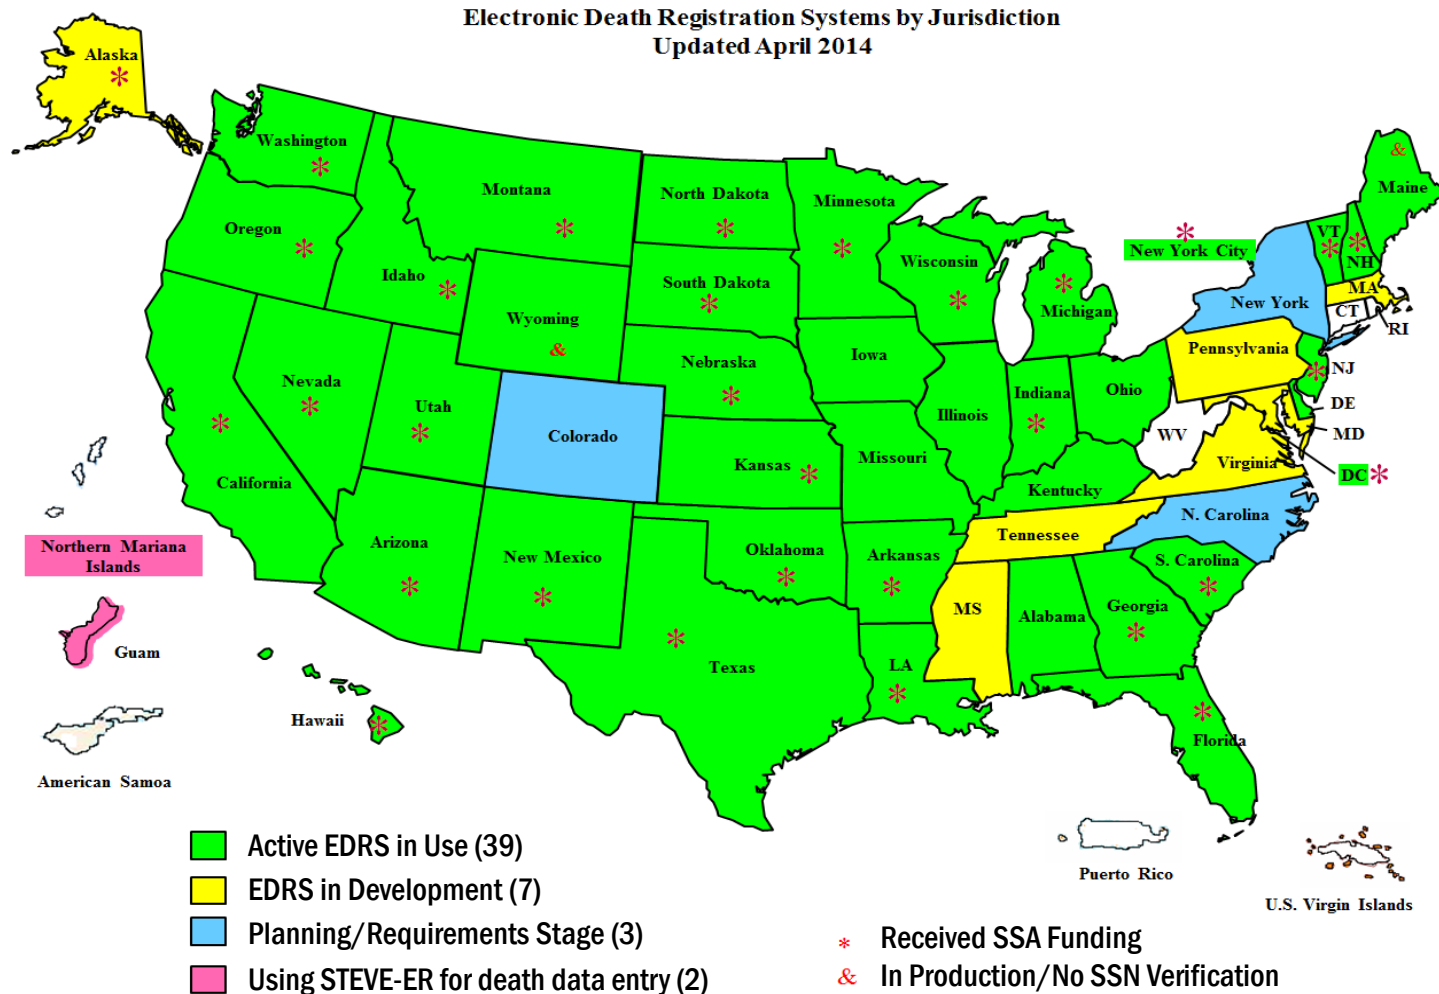 Electronic Death Registration Systems by Jurisdiction
Updated April 2014
Alaska
*
Washington
*
Montana
*
North Dakota
*
Minnesota
*
&
Maine
Oregon
*
Idaho
*
Wisconsin
*
*
New York City
VT
*
*
NH
South Dakota
*
*
Michigan
MA
Wyoming
&
New York
CT
RI
Nebraska
*
Iowa
Pennsylvania
Nevada
*
Utah
*
Indiana
*
Ohio
*
NJ
Colorado
Illinois
DE
MD
*
California
Kansas *
Missouri
WV
Virginia
DC *
Kentucky
N. Carolina
Northern Mariana
Islands
Arizona
*
New Mexico
*
Oklahoma
*
Arkansas
*
Tennessee
S. Carolina
*
MS
Alabama
Georgia
*
Guam
*
Texas
LA
*
Hawaii
*
*
Florida
American Samoa
Puerto Rico
U.S. Virgin Islands
Active EDRS in Use (39)
EDRS in Development (7)
Planning/Requirements Stage (3)
Using STEVE-ER for death data entry (2)
* Received SSA Funding
& In Production/No SSN Verification